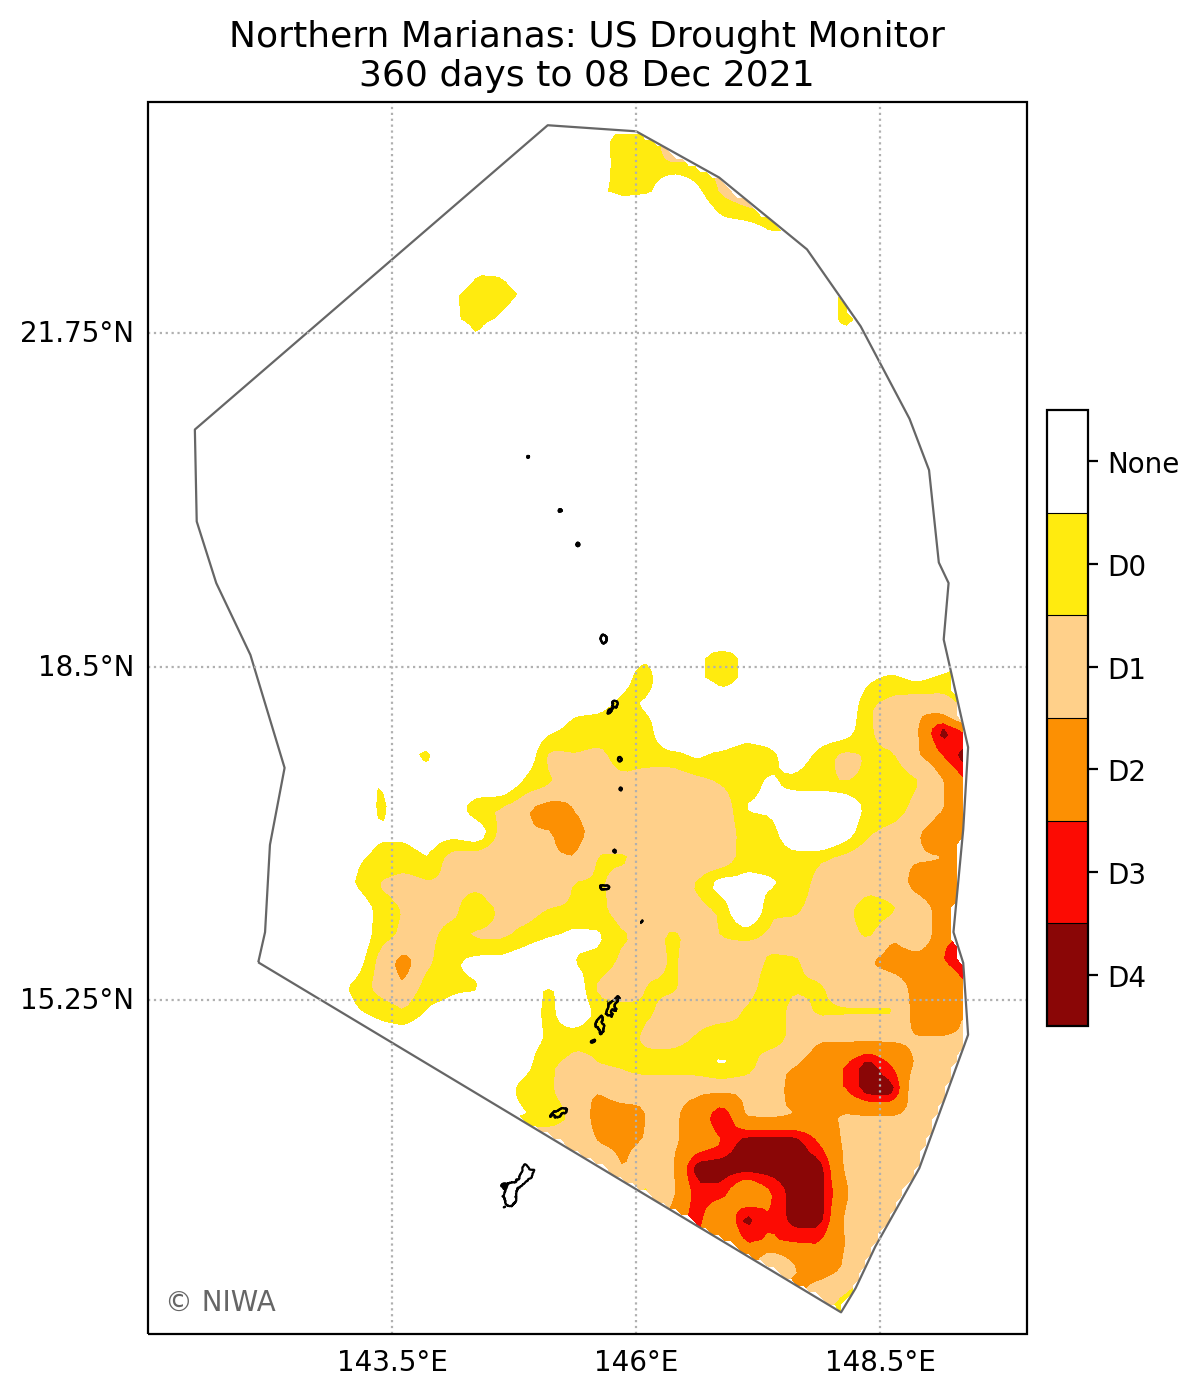 Northern Marianas: US Drought Monitor
360 days to 08 Dec 2021
21.75°N
18.5°N
15.25°N
143.5°E
146°E
148.5°E
None
D0
D1
D2
D3
D4
© NIWA